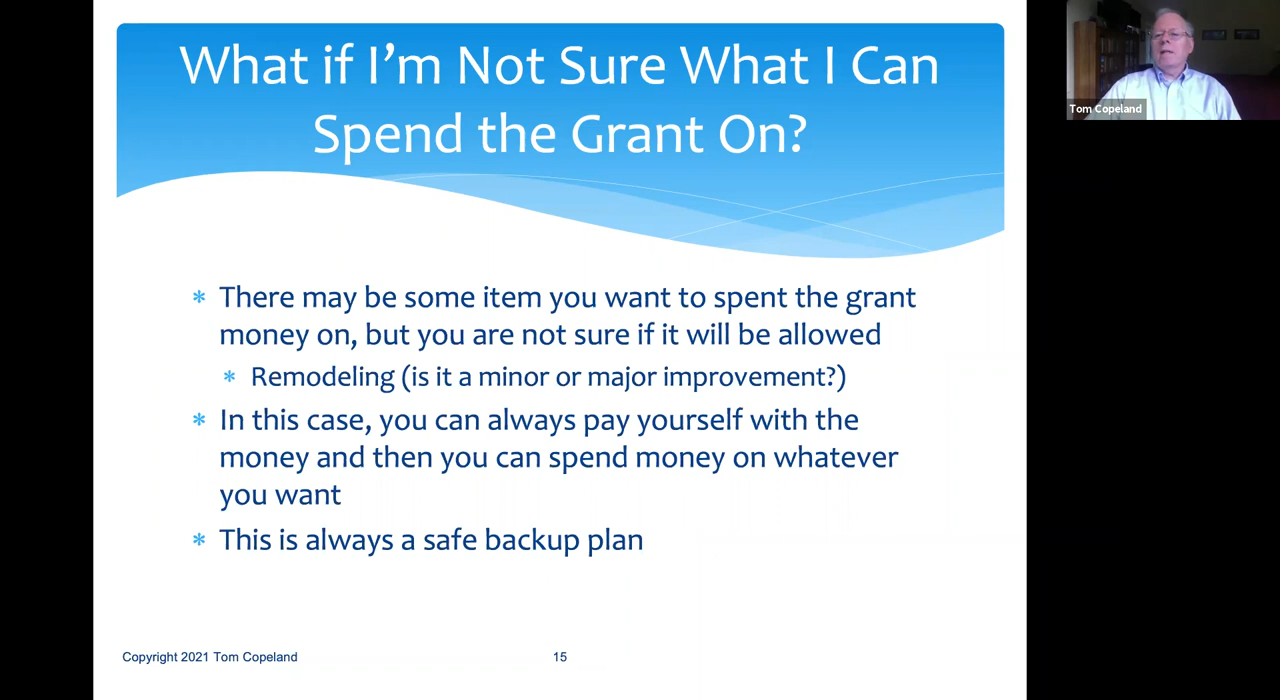 What if I’m Not Sure What I Can
Spend the Grant On?
Tom Copeland
* There may be some item you want to spent the grant
money on, but you are not sure if it will be allowed
* Remodeling (is it a minor or major improvement?)
* In this case, you can always pay yourself with the
money and then you can spend money on whatever
you want
* This is always a safe backup plan
Copyright 2021 Tom Copeland
15